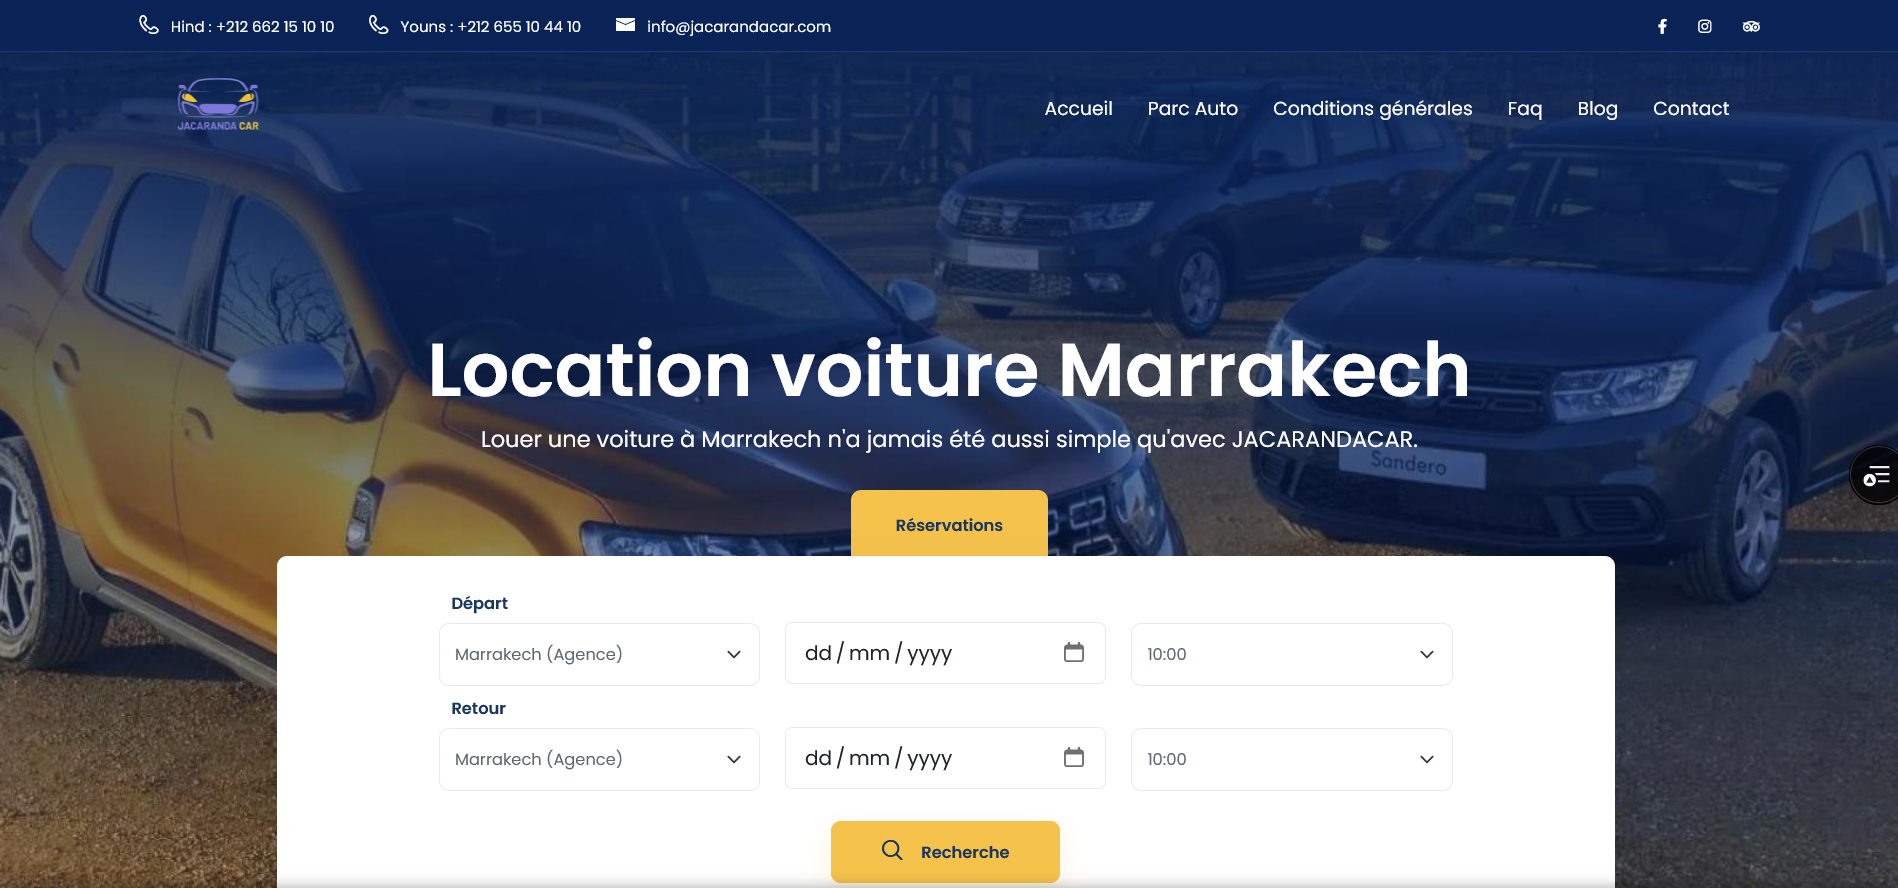 Hind : +212 662 15 10 10 Youns : +212 655 10 44 10 info@jacarandacar.com
JACARANDA CAR
Accueil Parc Auto Conditions générales Faq Blog Contact
Location voiture Marrakech
Louer une voiture à Marrakech n'a jamais été aussi simple qu'avec JACARANDACAR.
Sandero
Réservations
Départ
Marrakech (Agence) dd / mm / yyyy 10:00
Retour
Marrakech (Agence) dd / mm / yyyy 10:00
Recherche